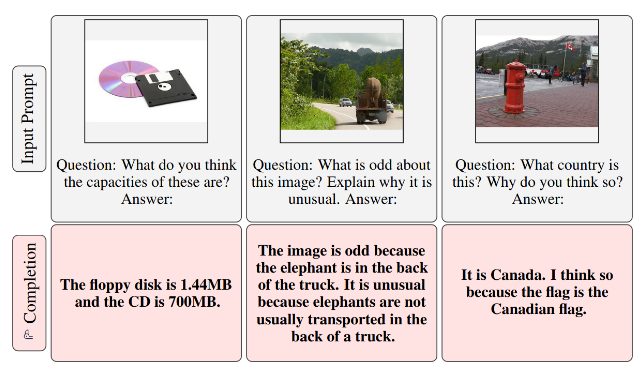 Input Prompt
Question: What do you think
the capacities of these are?
Answer:
Question: What is odd about
this image? Explain why it is
unusual. Answer:
Question: What country is
this? Why do you think so?
Answer:
Completion
The floppy disk is 1.44MB
and the CD is 700MB.
The image is odd because
the elephant is in the back
of the truck. It is unusual
because elephants are not
usually transported in the
back of a truck.
It is Canada. I think so
because the flag is the
Canadian flag.